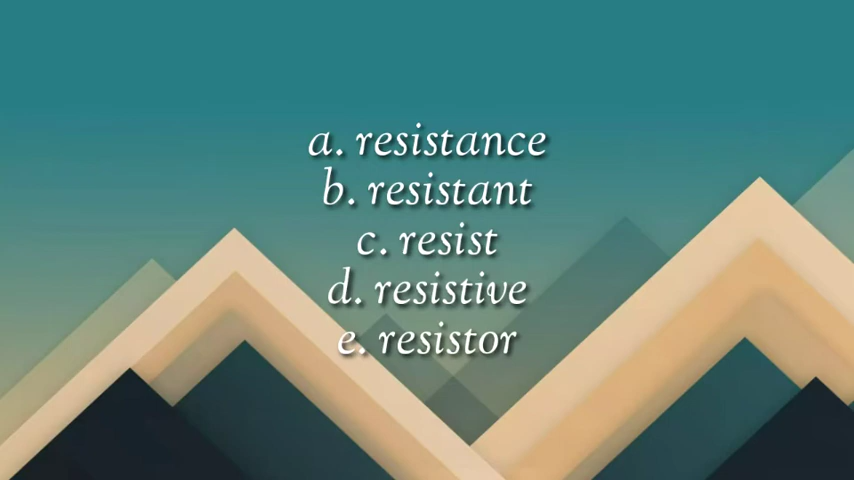 a. resistance
b. resistant
c. resist
d. resistive
e. resistor